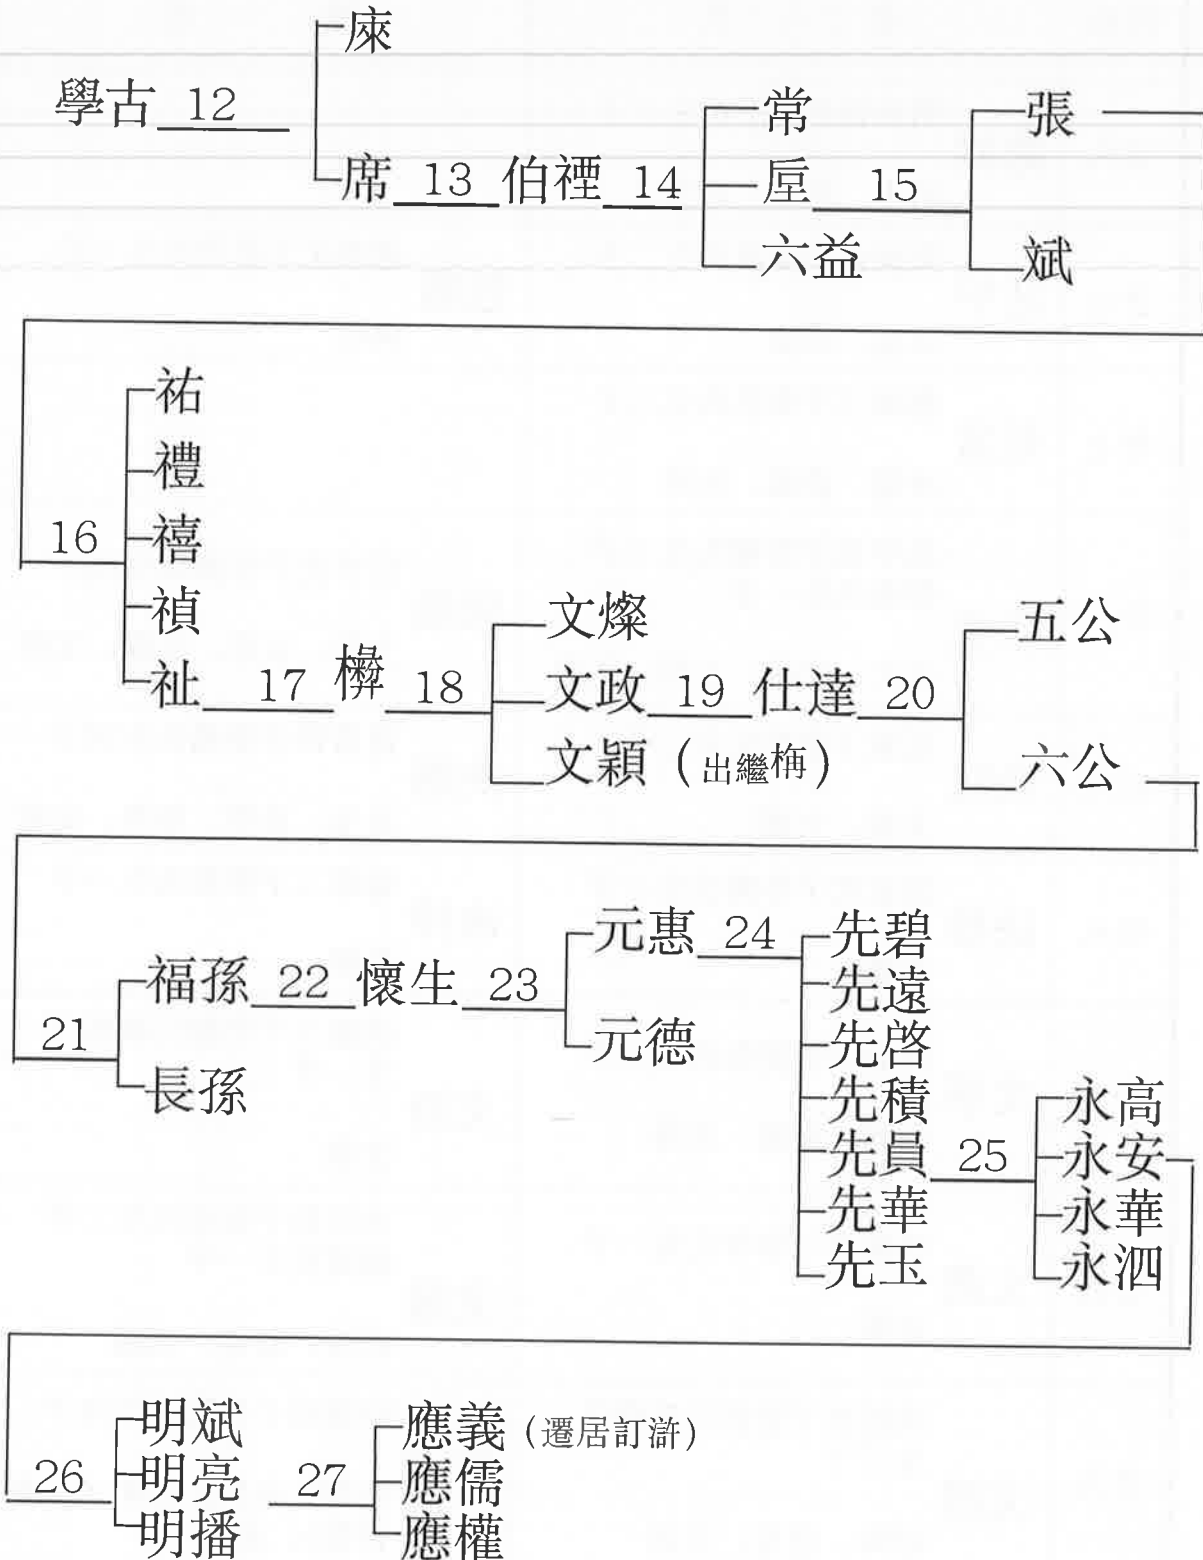 學古 12
庲
席 13 伯禋 14
常
垕 15
六益
張
斌
16
祐
禮
禧
禎
祉 17
18
文燦
文政 19 仕達 20
文穎（出繼栴）
五公
六公
21
福孫 22 懷生 23
長孫
元惠 24
元德
先碧
先遠
先啓
先積
先員 25
先華
先玉
永高
永安
永華
永泗
26
明斌
明亮 27
明播
應義（遷居訂滸）
應儒
應權